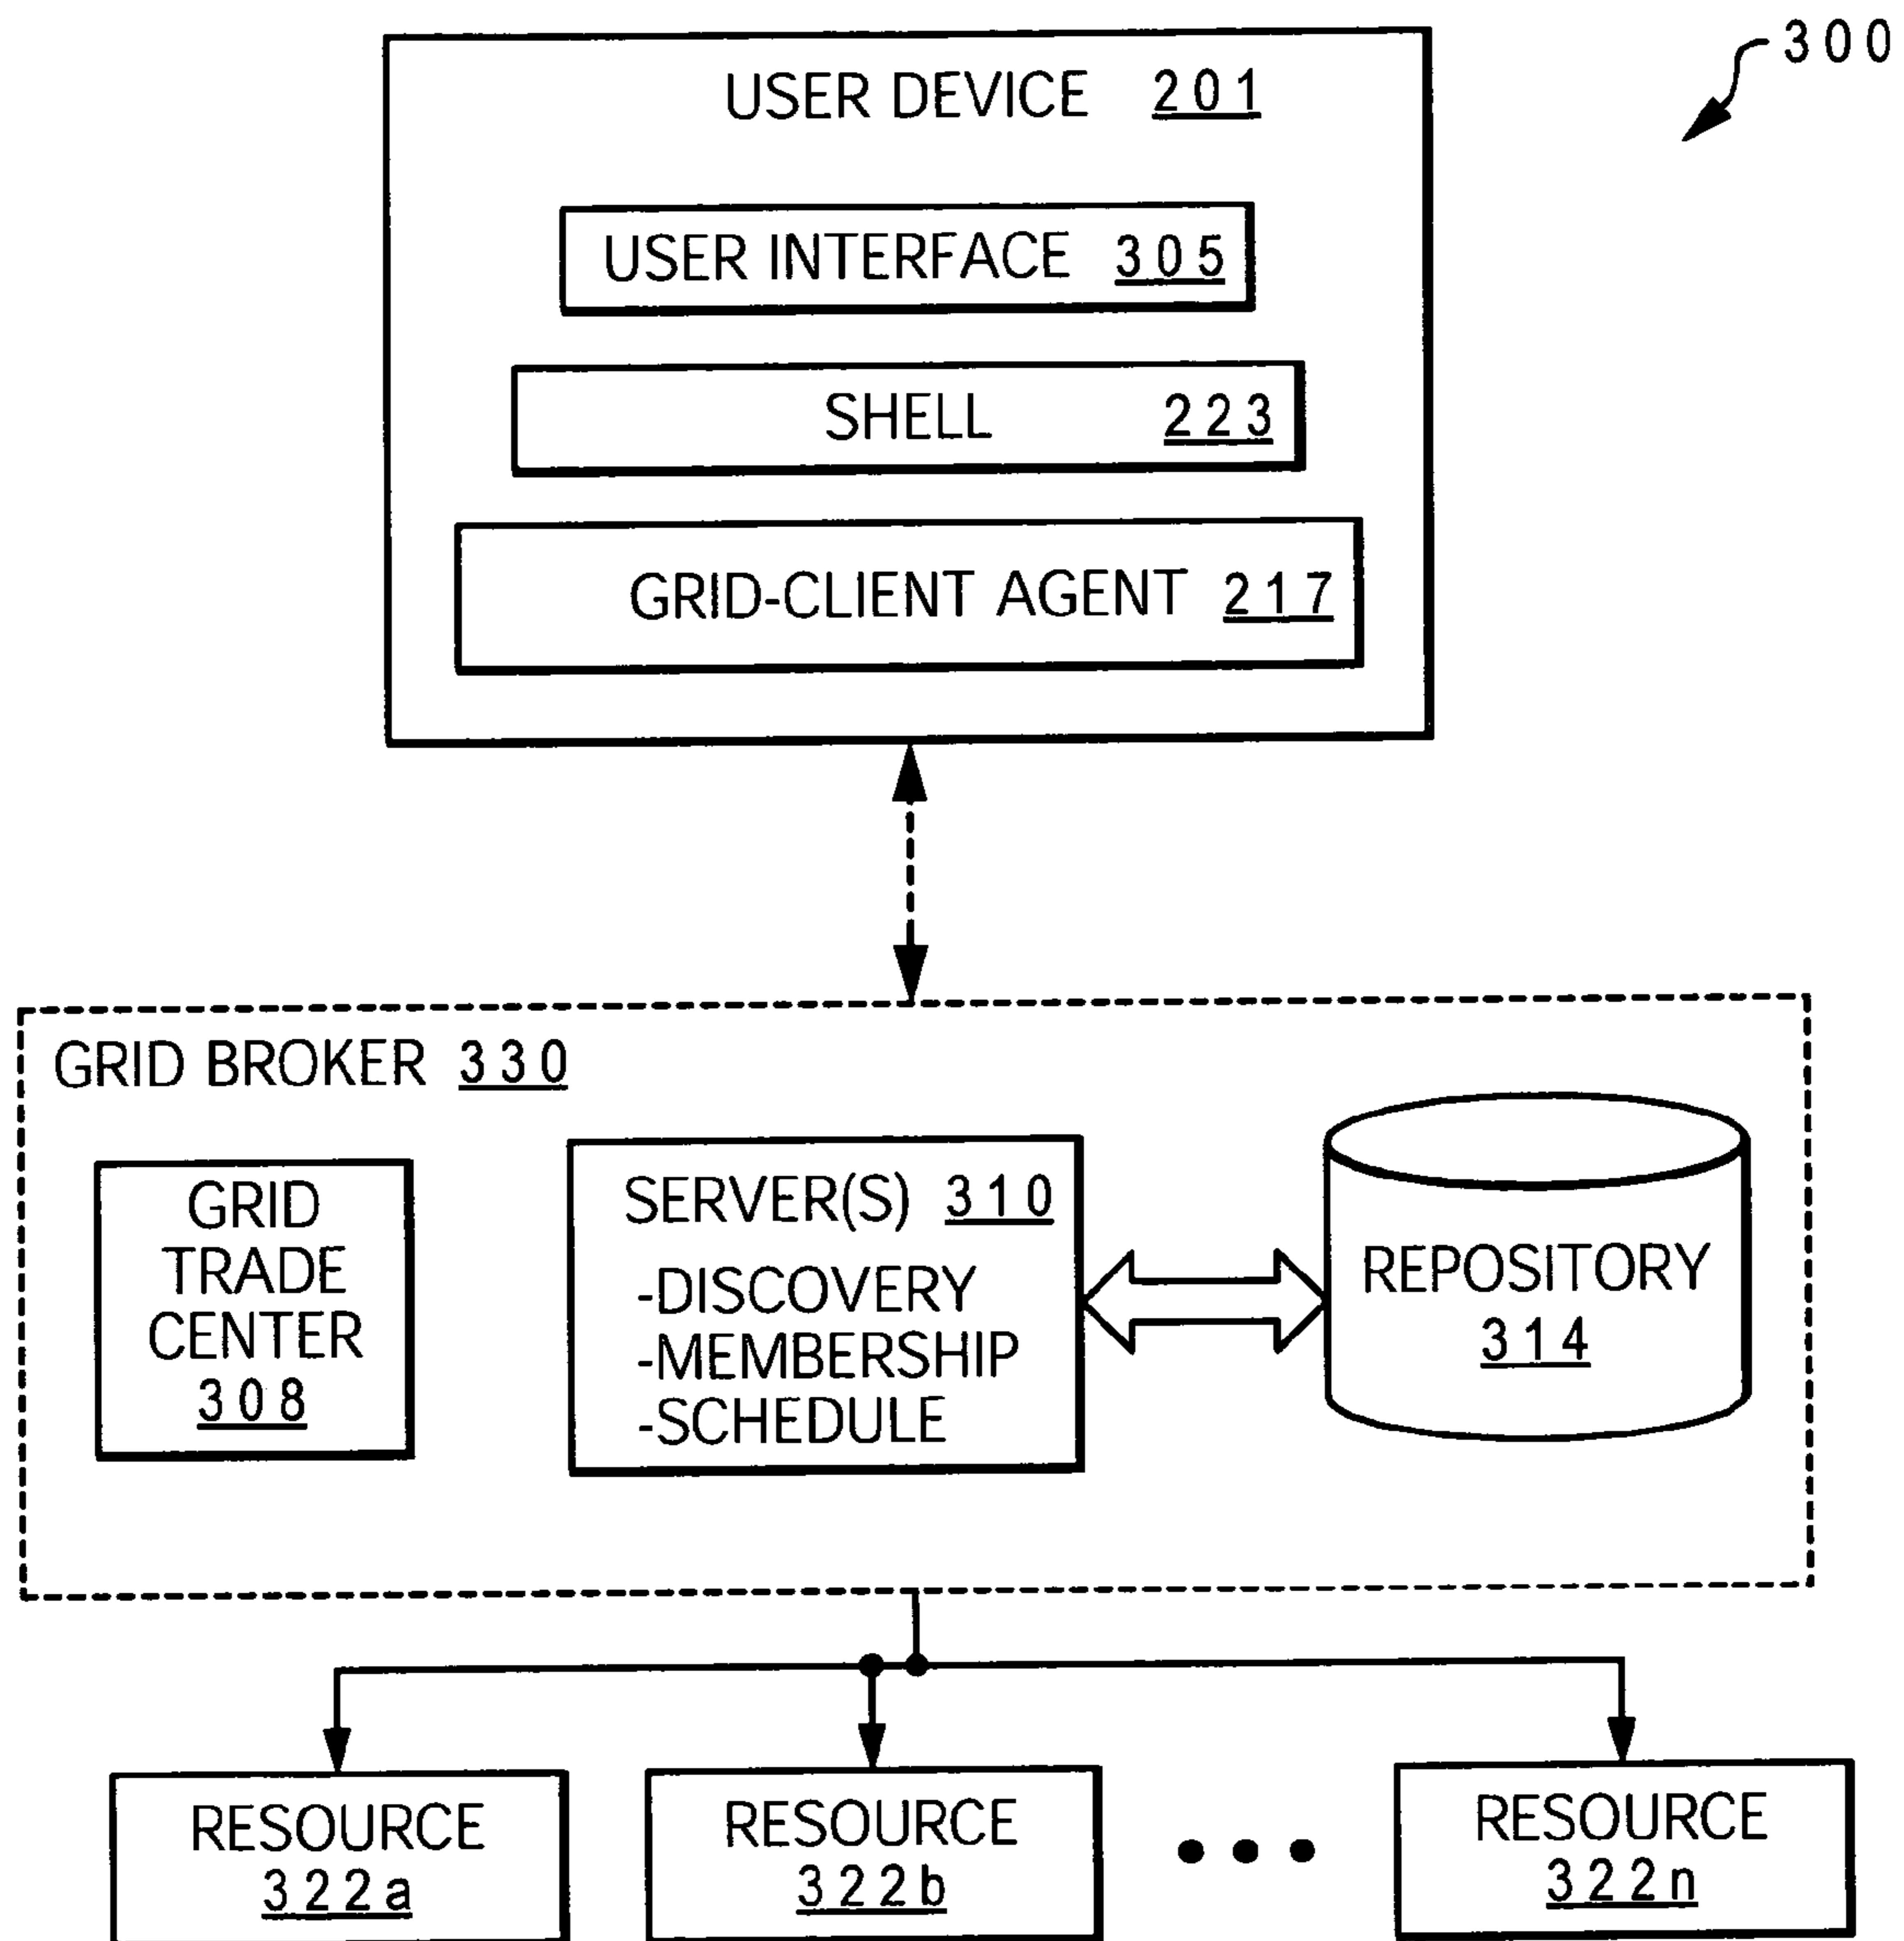 300
USER DEVICE 201
USER INTERFACE 305
SHELL 223
GRID-CLIENT AGENT 217
GRID BROKER 330
GRID
TRADE
CENTER
308
SERVER(S) 310
-DISCOVERY
-MEMBERSHIP
-SCHEDULE
REPOSITORY
314
RESOURCE
322a
RESOURCE
322b
RESOURCE
322n